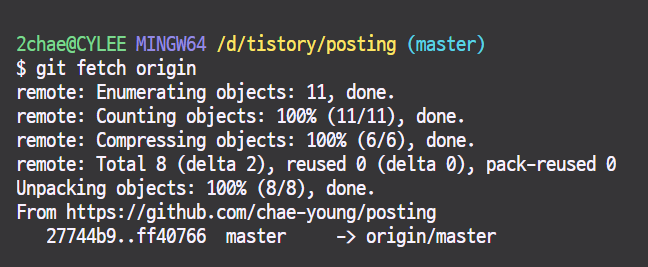 2chae@CYLEE MINGW64 /d/tistory/posting (master)
$ git fetch origin
remote: Enumerating objects: 11, done.
remote: Counting objects: 100% (11/11), done.
remote: Compressing objects: 100% (6/6), done.
remote: Total 8 (delta 2), reused 0 (delta 0), pack-reused 0
Unpacking objects: 100% (8/8), done.
From https://github.com/chae-young/posting
   27744b9..ff40766  master     -> origin/master